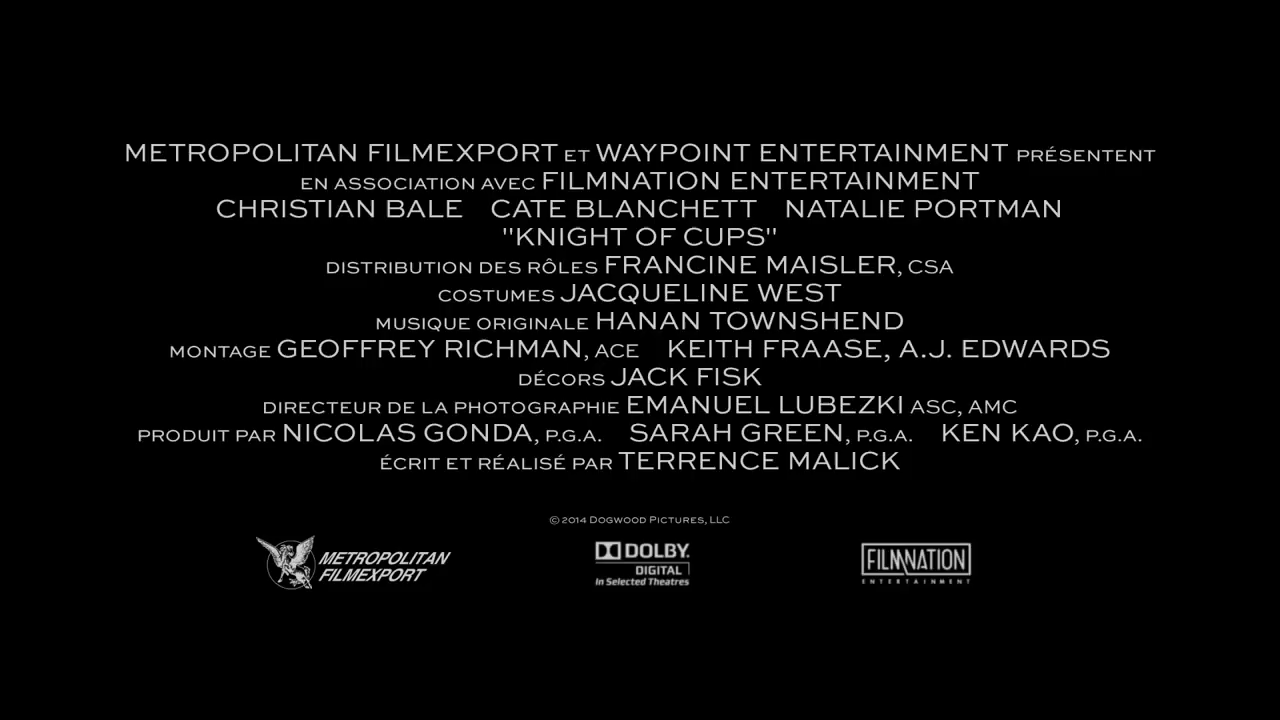 METROPOLITAN FILMEXPORT ET WAYPOINT ENTERTAINMENT PRÉSENTENT
EN ASSOCIATION AVEC FILMNATION ENTERTAINMENT
CHRISTIAN BALE CATE BLANCHETT NATALIE PORTMAN
"KNIGHT OF CUPS"
DISTRIBUTION DES RÔLES FRANCINE MAISLER, CSA
COSTUMES JACQUELINE WEST
MUSIQUE ORIGINALE HANAN TOWNSHEND
MONTAGE GEOFFREY RICHMAN, ACE KEITH FRAASE, A.J. EDWARDS
DÉCORS JACK FISK
DIRECTEUR DE LA PHOTOGRAPHIE EMANUEL LUBEZKI ASC, AMC
PRODUIT PAR NICOLAS GONDA, P.G.A. SARAH GREEN, P.G.A. KEN KAO, P.G.A.
ÉCRIT ET RÉALISÉ PAR TERRENCE MALICK
© 2014 DOGWOOD PICTURES, LLC
METROPOLITAN
FILMEXPORT
DOLBY
DIGITAL
In Selected Theatres
FILMNATION
ENTERTAINMENT